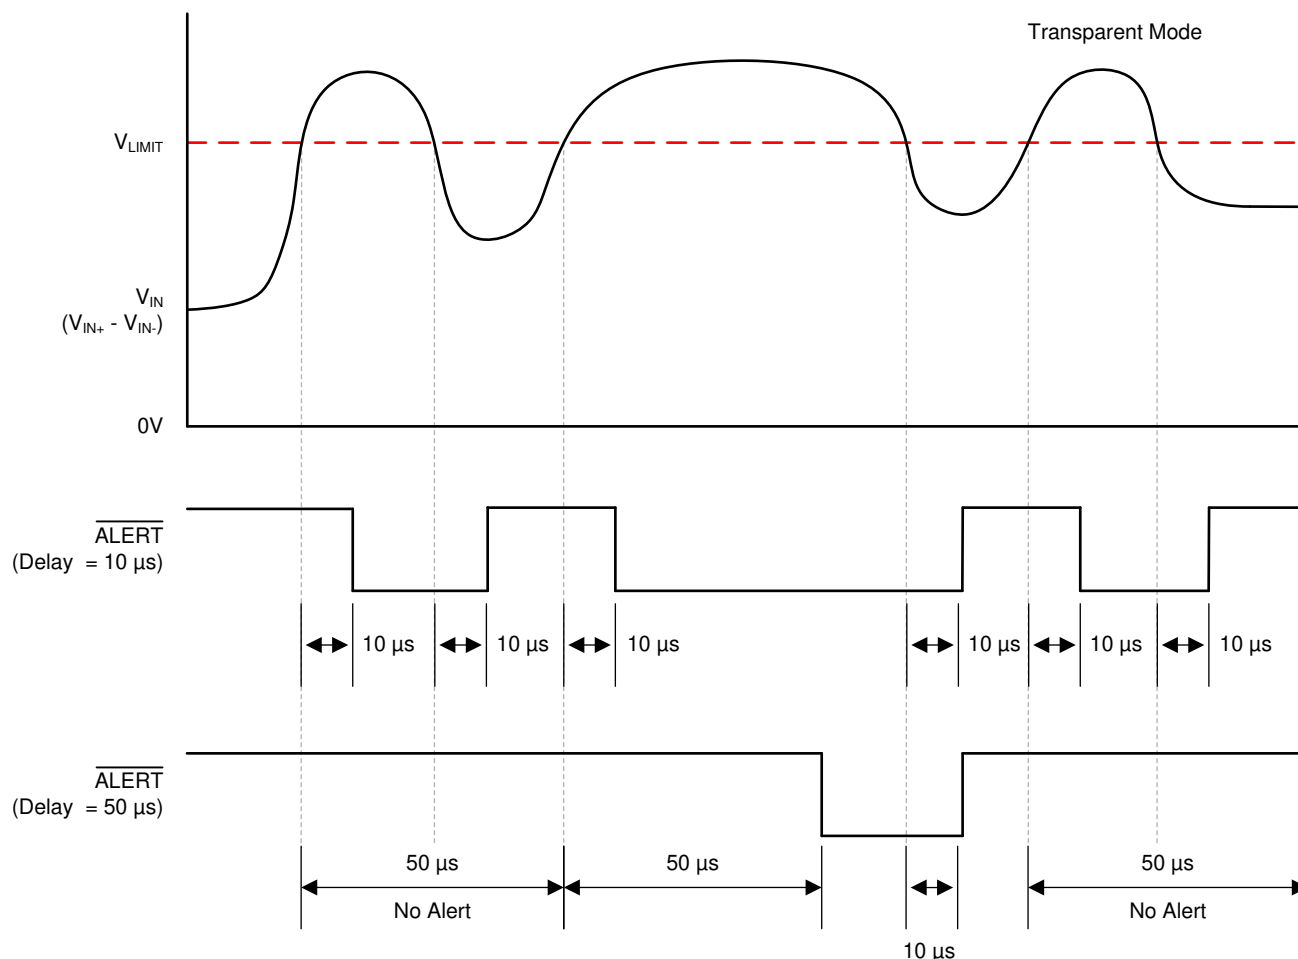 Transparent Mode
VLIMIT
VIN
(VIN+ - VIN-)
0V
ALERT
(Delay = 10 µs)
10 µs
10 µs
10 µs
10 µs
10 µs
10 µs
ALERT
(Delay = 50 µs)
50 µs
50 µs
50 µs
No Alert
No Alert
10 µs